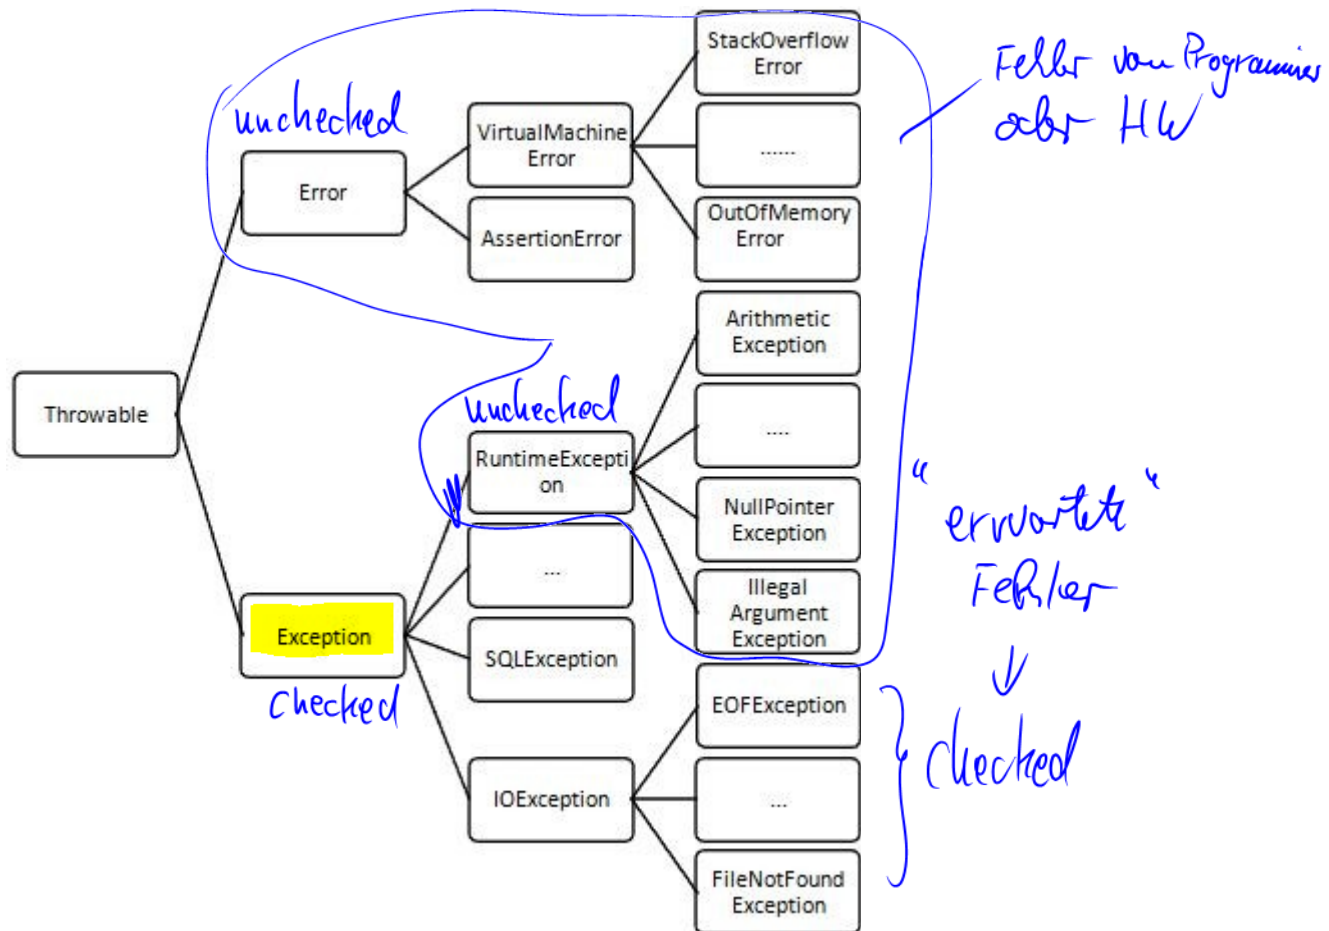 StackOverflow
Error
Fehler vom Programmierer
oder HW
unchecked
VirtualMachine
Error
......
Error
OutOfMemory
Error
AssertionError
Arithmetic
Exception
Throwable
unchecked
....
RuntimeExcepti
on
NullPointer
Exception
"erwartete"
Fehler
...
Illegal
Argument
Exception
Exception
SQLException
checked
EOFException
checked
IOException
...
FileNotFound
Exception